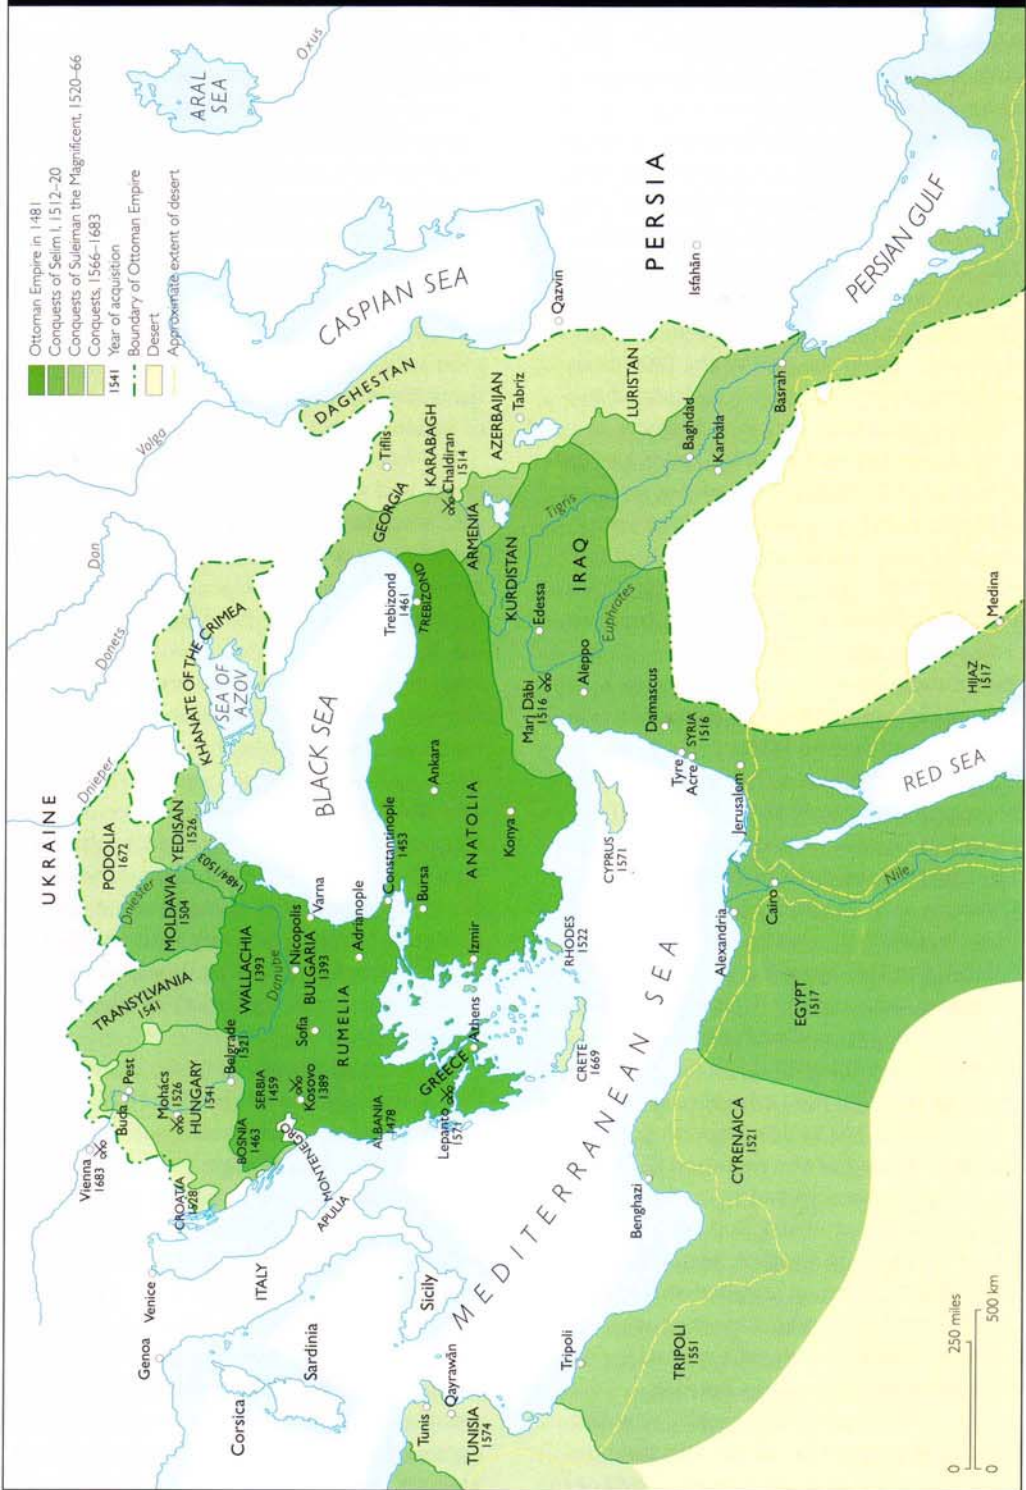 Ottoman Empire in 1481
Conquests of Selim I, 1512–20
Conquests of Suleiman the Magnificent, 1520–66
Conquests, 1566–1683
1541 Year of acquisition
Boundary of Ottoman Empire
Desert
Approximate extent of desert
ARAL
SEA
Oxus
Volga
Don
Donets
Dnieper
UKRAINE
CASPIAN SEA
DAGHESTAN
PERSIA
Qazvin
Isfahān
PERSIAN GULF
LURISTAN
AZERBAIJAN
Tabriz
KARABAGH
Chaldiran
1514
Tiflis
GEORGIA
ARMENIA
Baghdad
Karbala
Basrah
Tigris
KURDISTAN
IRAQ
Edessa
Euphrates
Aleppo
Marj Dābi
1516
Damascus
SYRIA
1516
Tyre
Acre
Jerusalem
Medina
HIJAZ
1517
RED SEA
Nile
Cairo
Alexandria
EGYPT
1517
KHANATE OF THE CRIMEA
SEA OF
AZOV
BLACK SEA
Trebizond
1461
TREBIZOND
PODOLIA
1672
YEDISAN
1526
Dniester
MOLDAVIA
1504
1484/1503
TRANSYLVANIA
1541
WALLACHIA
1393
Danube
Nicopolis
BULGARIA
1393
Varna
Constantinople
1453
Adrianople
Bursa
Ankara
ANATOLIA
Konya
Izmir
Sofia
RUMELIA
Belgrade
1521
SERBIA
1459
Kosovo
1389
BOSNIA
1463
MONTENEGRO
ALBANIA
1478
GREECE
Athens
Lepanto
1571
Vienna
1683
Buda
Pest
Mohács
1526
HUNGARY
1541
CROATIA
1528
APULIA
CYPRUS
1571
RHODES
1522
CRETE
1669
MEDITERRANEAN SEA
Venice
Genoa
ITALY
Corsica
Sardinia
Sicily
Tunis
Qayrawān
TUNISIA
1574
Tripoli
TRIPOLI
1551
Benghazi
CYRENAICA
1521
0 250 miles
0 500 km